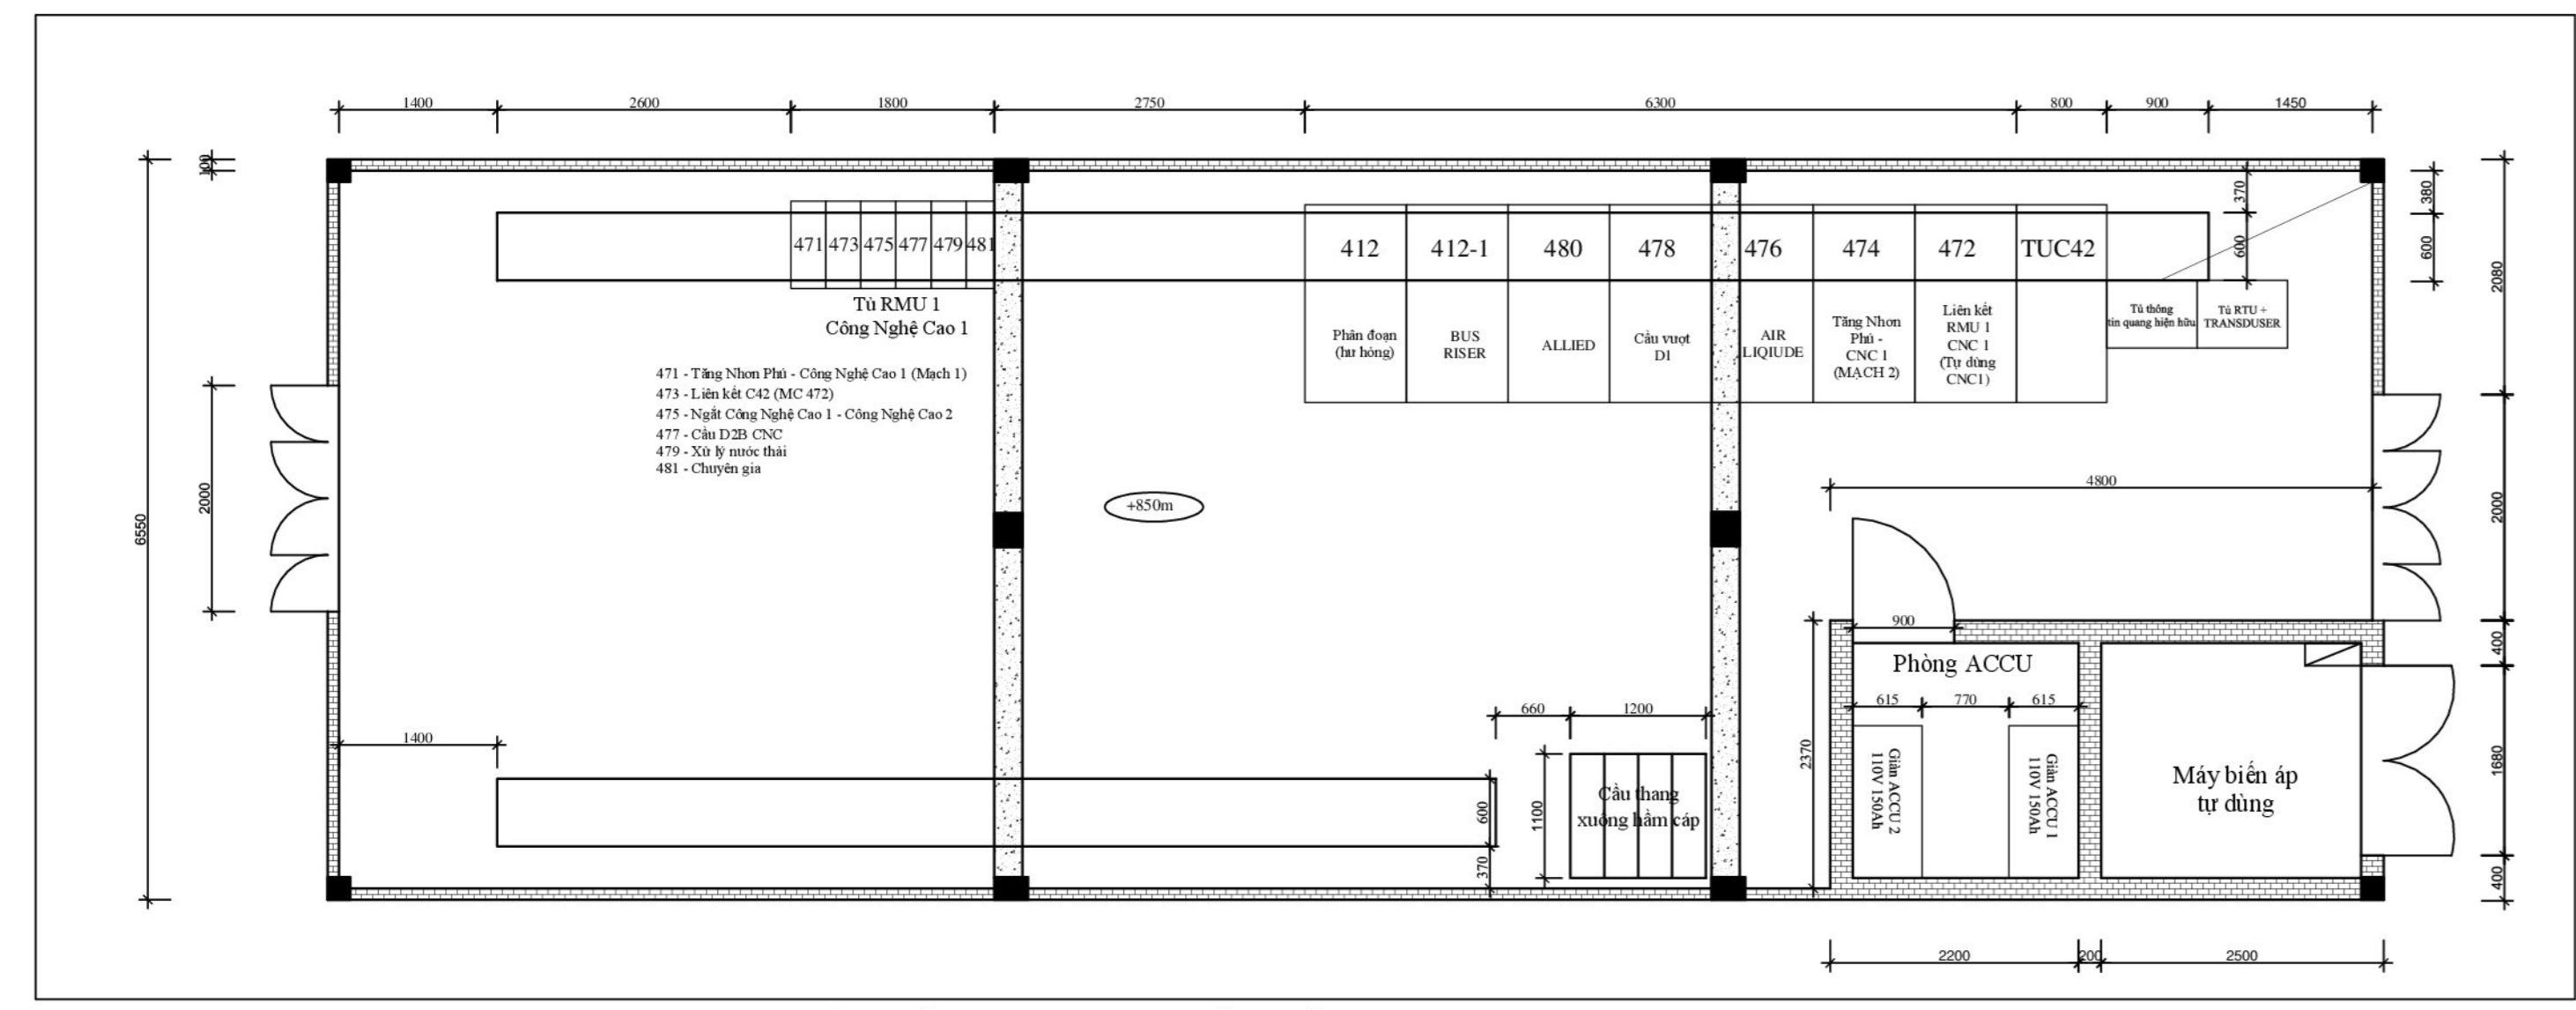 1400 2600 1800 2750 6300 800 900 1450
100
370
380
600
600
2080
471 473 475 477 479 481
412 412-1 480 478 476 474 472 TUC42
Tủ RMU 1
Công Nghệ Cao 1
Phân đoạn
(hư hỏng)
BUS
RISER
ALLIED
Cầu vượt
D1
AIR
LIQIUDE
Tăng Nhơn
Phú -
CNC 1
(MẠCH 2)
Liên kết
RMU 1
CNC 1
(Tự dùng
CNC1)
Tủ thông
tin quang hiện hữu
Tủ RTU +
TRANSDUSER
471 - Tăng Nhơn Phú - Công Nghệ Cao 1 (Mạch 1)
473 - Liên kết C42 (MC 472)
475 - Ngắt Công Nghệ Cao 1 - Công Nghệ Cao 2
477 - Cầu D2B CNC
479 - Xử lý nước thải
481 - Chuyên gia
6550
2000
+850m
4800
2000
900
400
Phòng ACCU
615 770 615
660 1200
1400
2370
1680
600
1100
370
Cầu thang
xuống hầm cáp
Giàn ACCU 2
110V 150Ah
Giàn ACCU 1
110V 150Ah
Máy biến áp
tự dùng
400
2200 200 2500